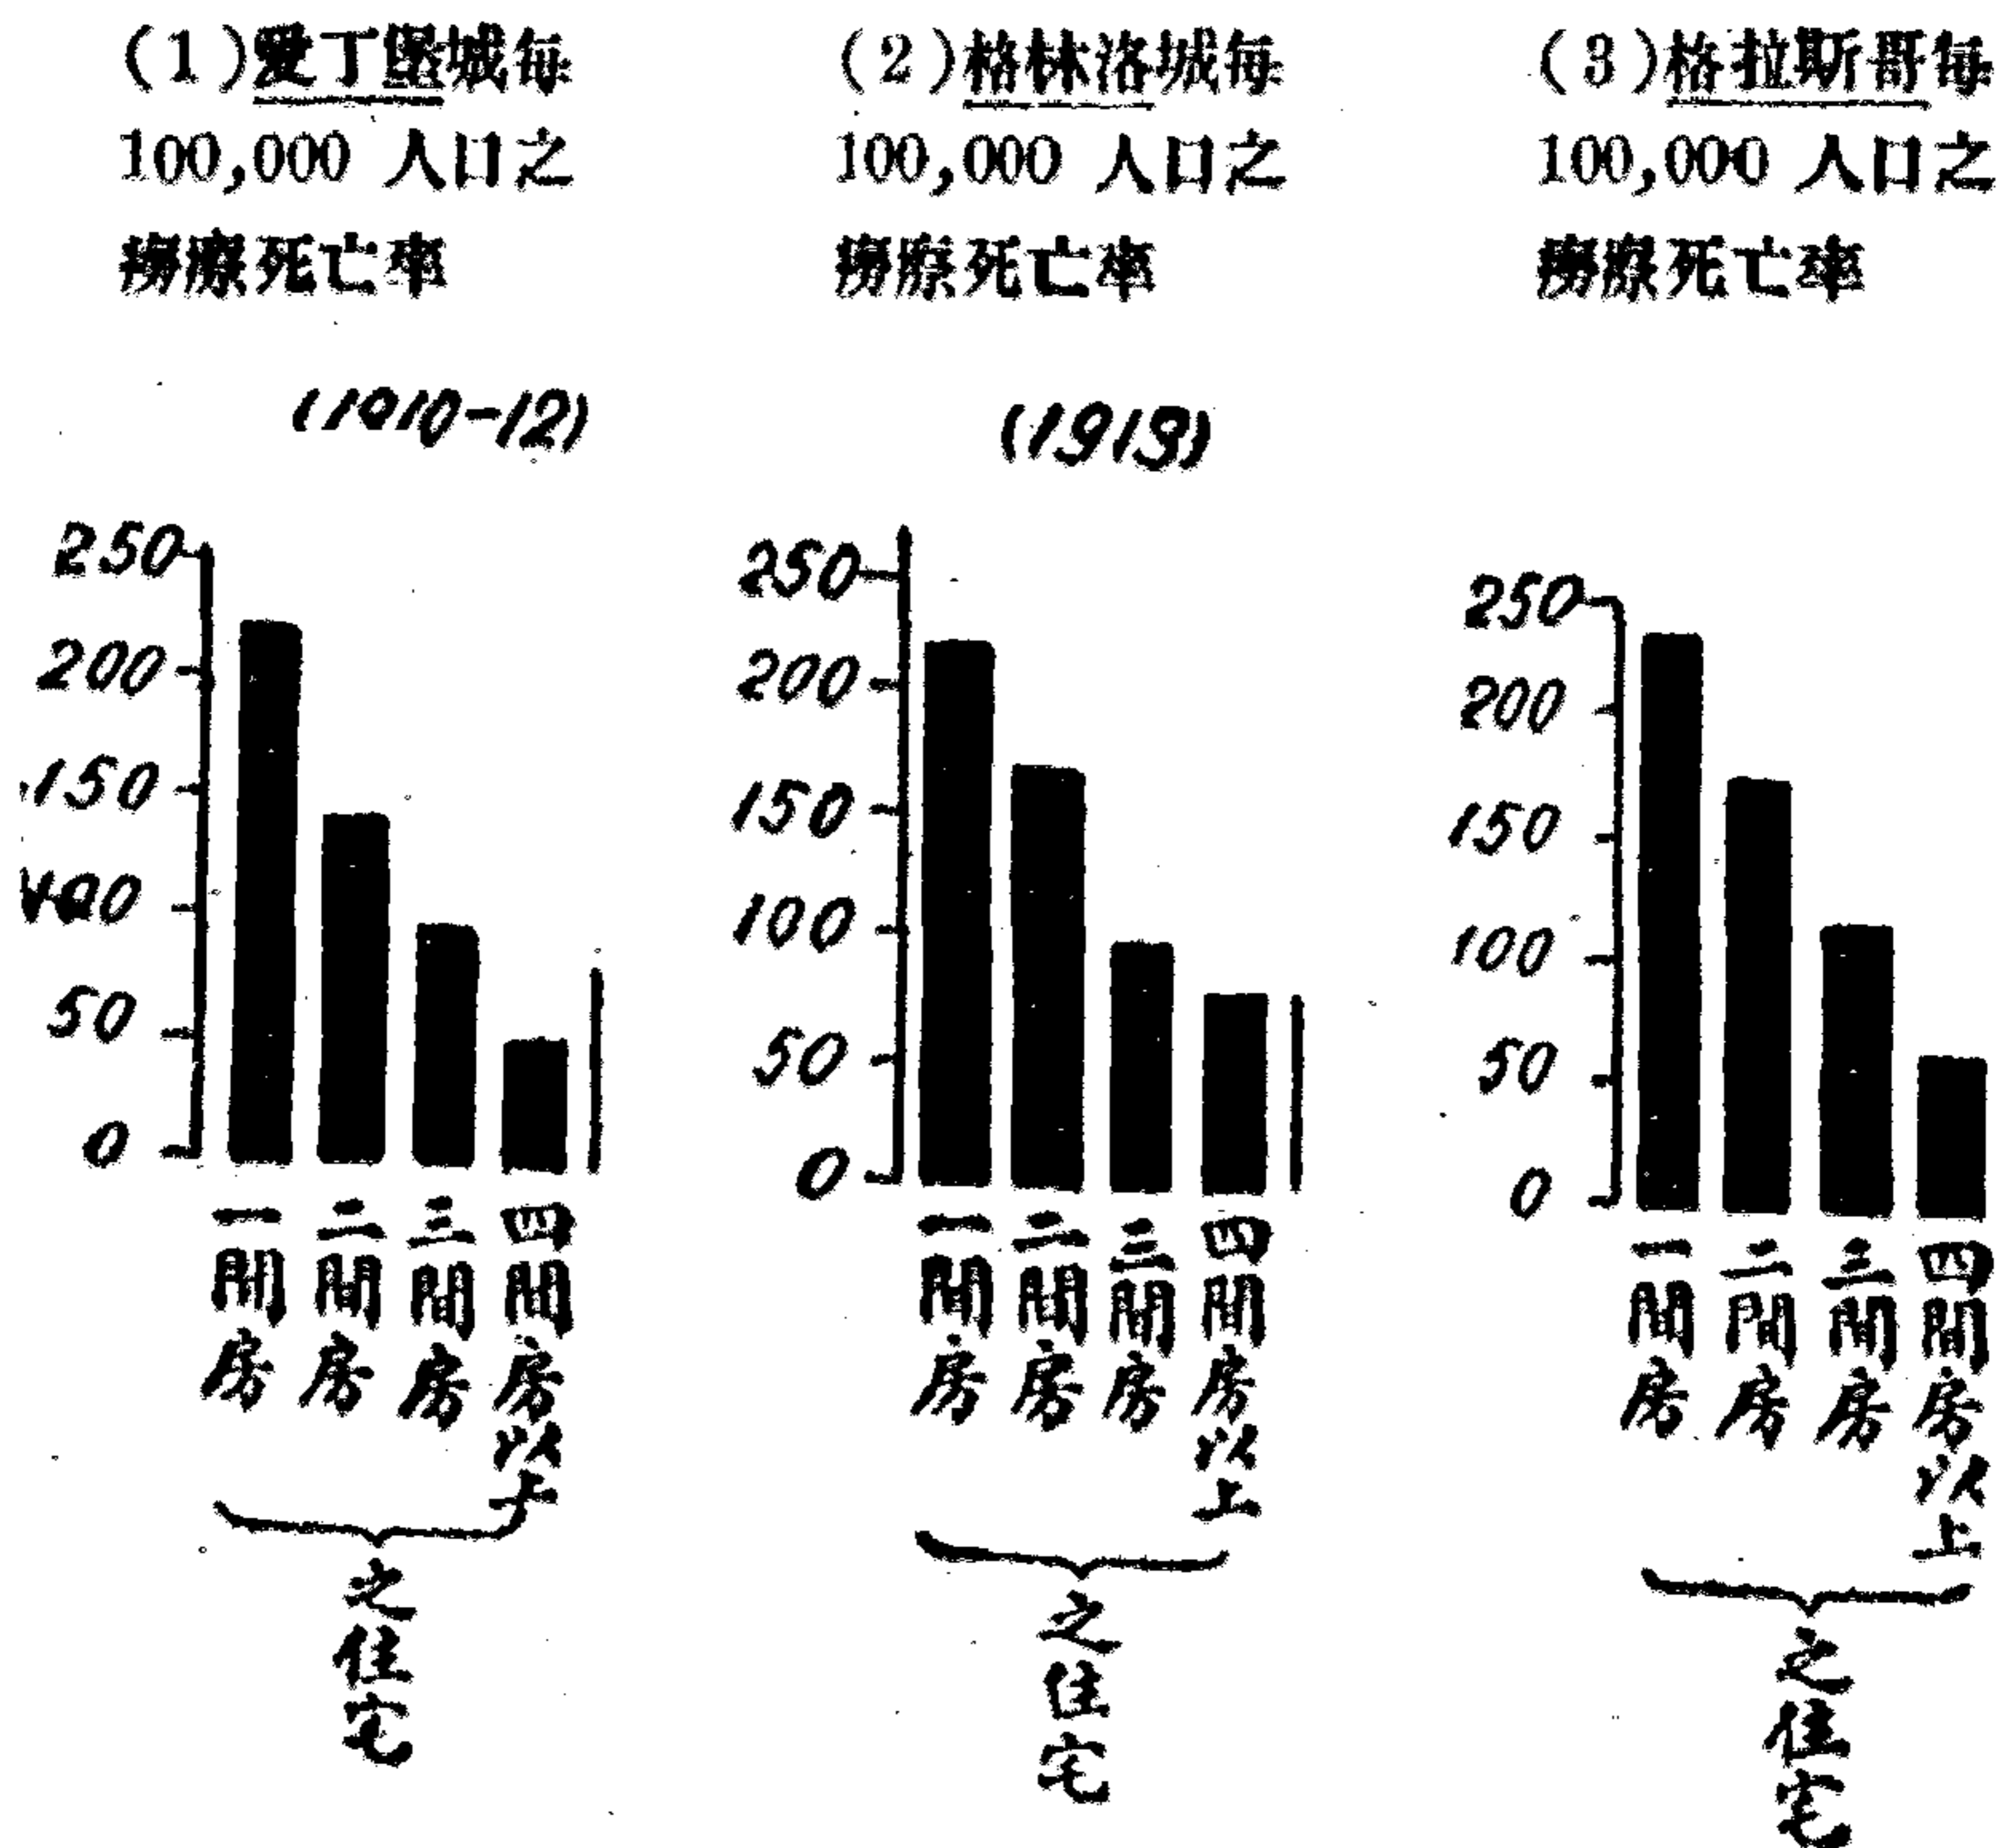 (1)愛丁堡城每
100,000 人口之
癆瘵死亡率
(1910-12)
250
200
150
100
50
0
一間房
二間房
三間房
四間房以上
之住宅
(2)格林洛城每
100,000 人口之
癆瘵死亡率
(1913)
250
200
150
100
50
0
一間房
二間房
三間房
四間房以上
之住宅
(3)格拉斯哥每
100,000 人口之
癆瘵死亡率
250
200
150
100
50
0
一間房
二間房
三間房
四間房以上
之住宅